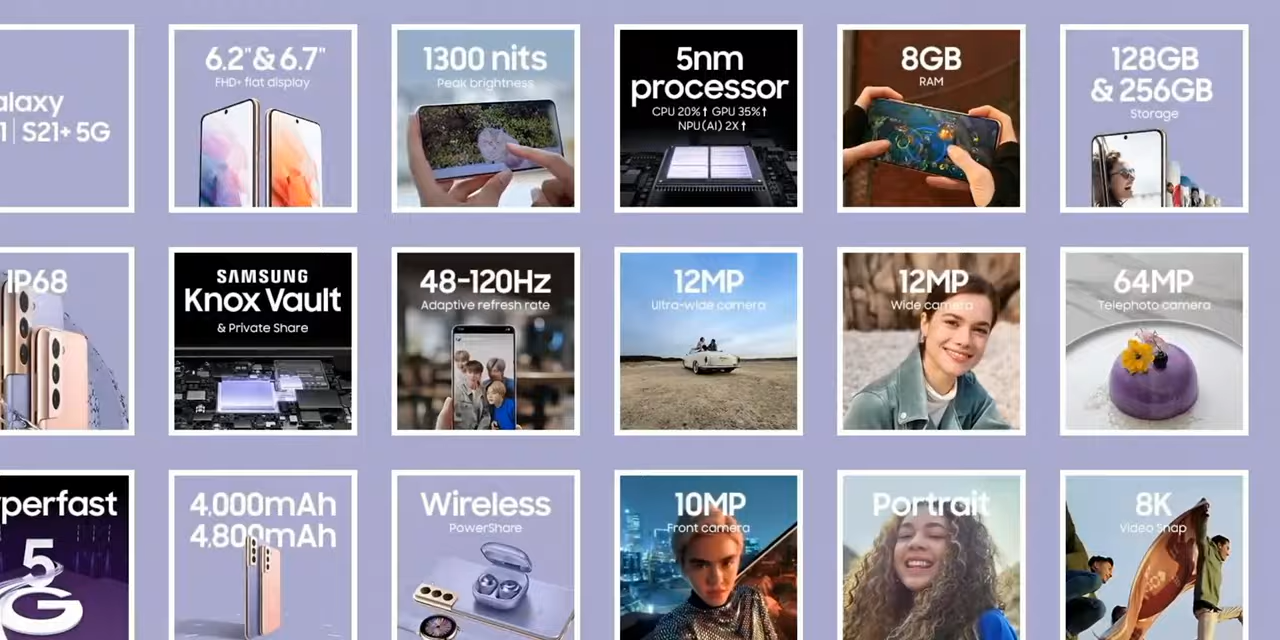 alaxy
1 | S21+ 5G
6.2"& 6.7"
FHD+ flat display
1300 nits
Peak brightness
5nm
processor
CPU 20%↑ GPU 35%↑
NPU(AI) 2X↑
8GB
RAM
128GB
& 256GB
Storage
IP68
SAMSUNG
Knox Vault
& Private Share
48-120Hz
Adaptive refresh rate
12MP
Ultra-wide camera
12MP
Wide camera
64MP
Telephoto camera
perfast
5
G
4,000mAh
4,800mAh
Wireless
PowerShare
10MP
Front camera
Portrait
8K
Video Snap